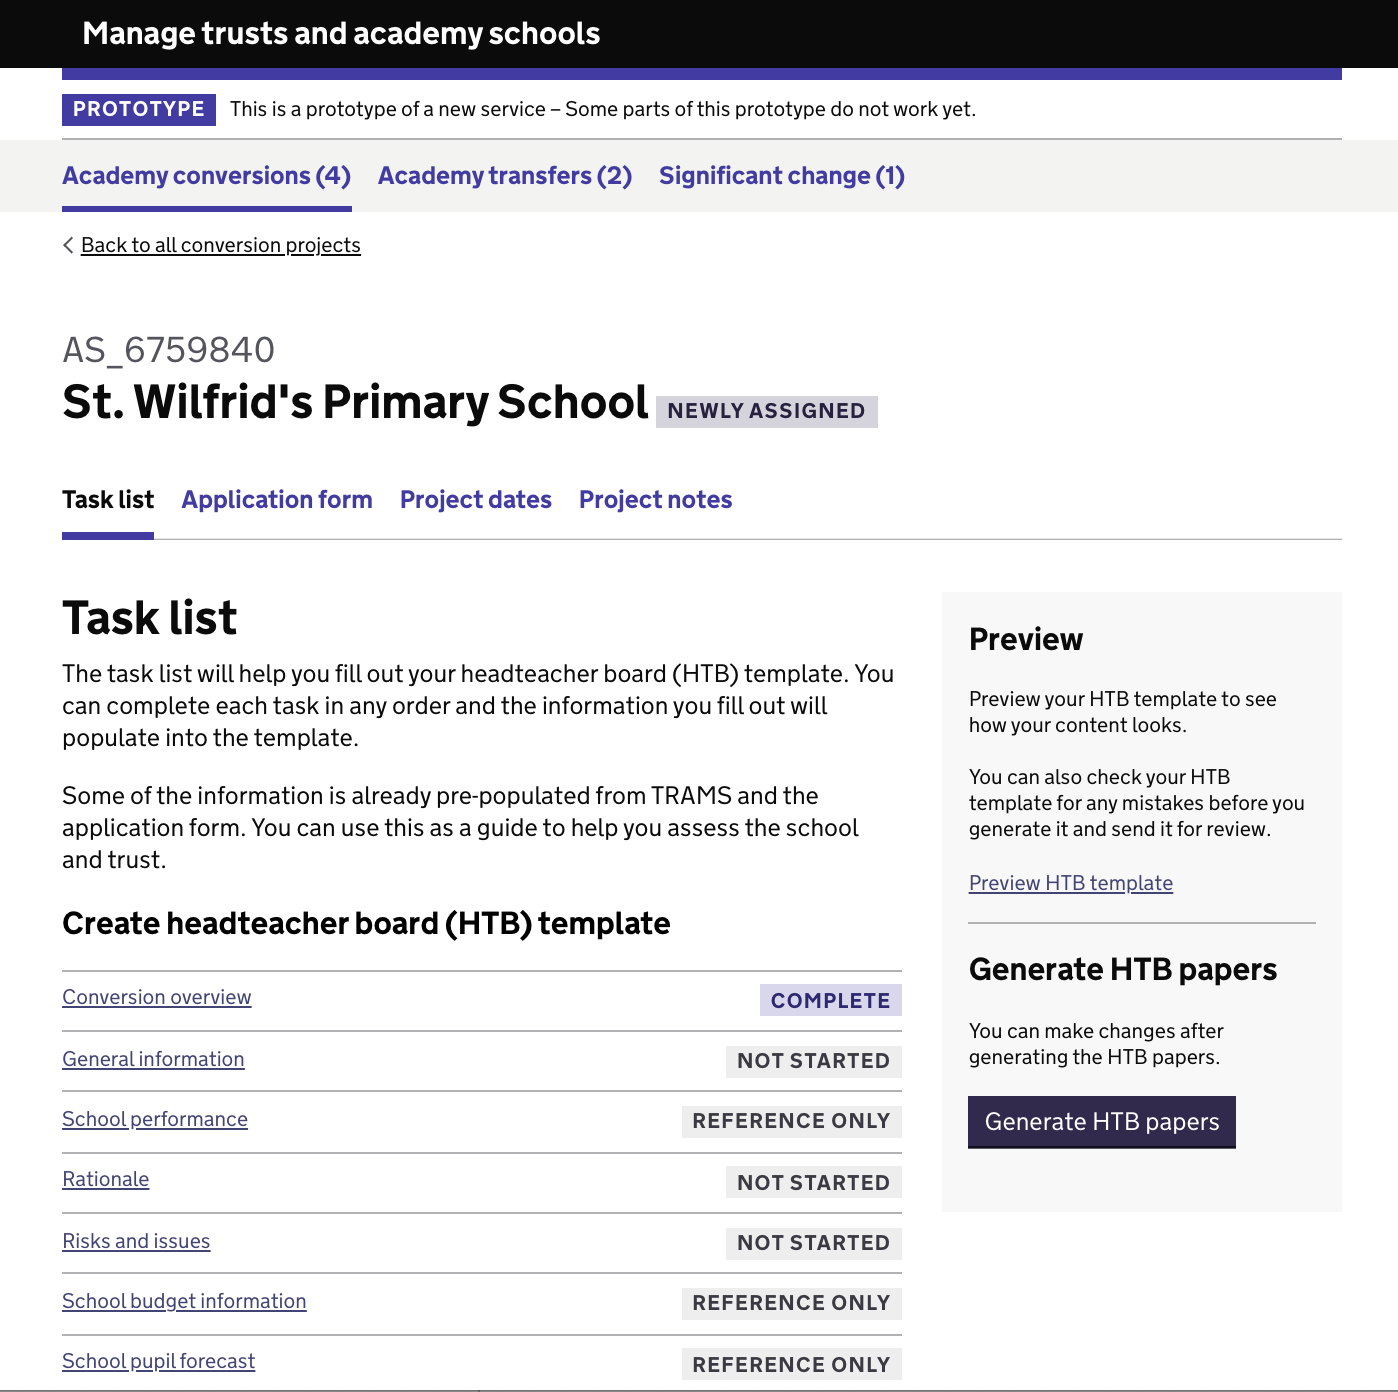 Manage trusts and academy schools
PROTOTYPE This is a prototype of a new service – Some parts of this prototype do not work yet.
Academy conversions (4) Academy transfers (2) Significant change (1)
Back to all conversion projects
AS_6759840
St. Wilfrid's Primary School NEWLY ASSIGNED
Task list Application form Project dates Project notes
Task list
The task list will help you fill out your headteacher board (HTB) template. You
can complete each task in any order and the information you fill out will
populate into the template.
Some of the information is already pre-populated from TRAMS and the
application form. You can use this as a guide to help you assess the school
and trust.
Create headteacher board (HTB) template
Conversion overview COMPLETE
General information NOT STARTED
School performance REFERENCE ONLY
Rationale NOT STARTED
Risks and issues NOT STARTED
School budget information REFERENCE ONLY
School pupil forecast REFERENCE ONLY
Preview
Preview your HTB template to see
how your content looks.
You can also check your HTB
template for any mistakes before you
generate it and send it for review.
Preview HTB template
Generate HTB papers
You can make changes after
generating the HTB papers.
Generate HTB papers